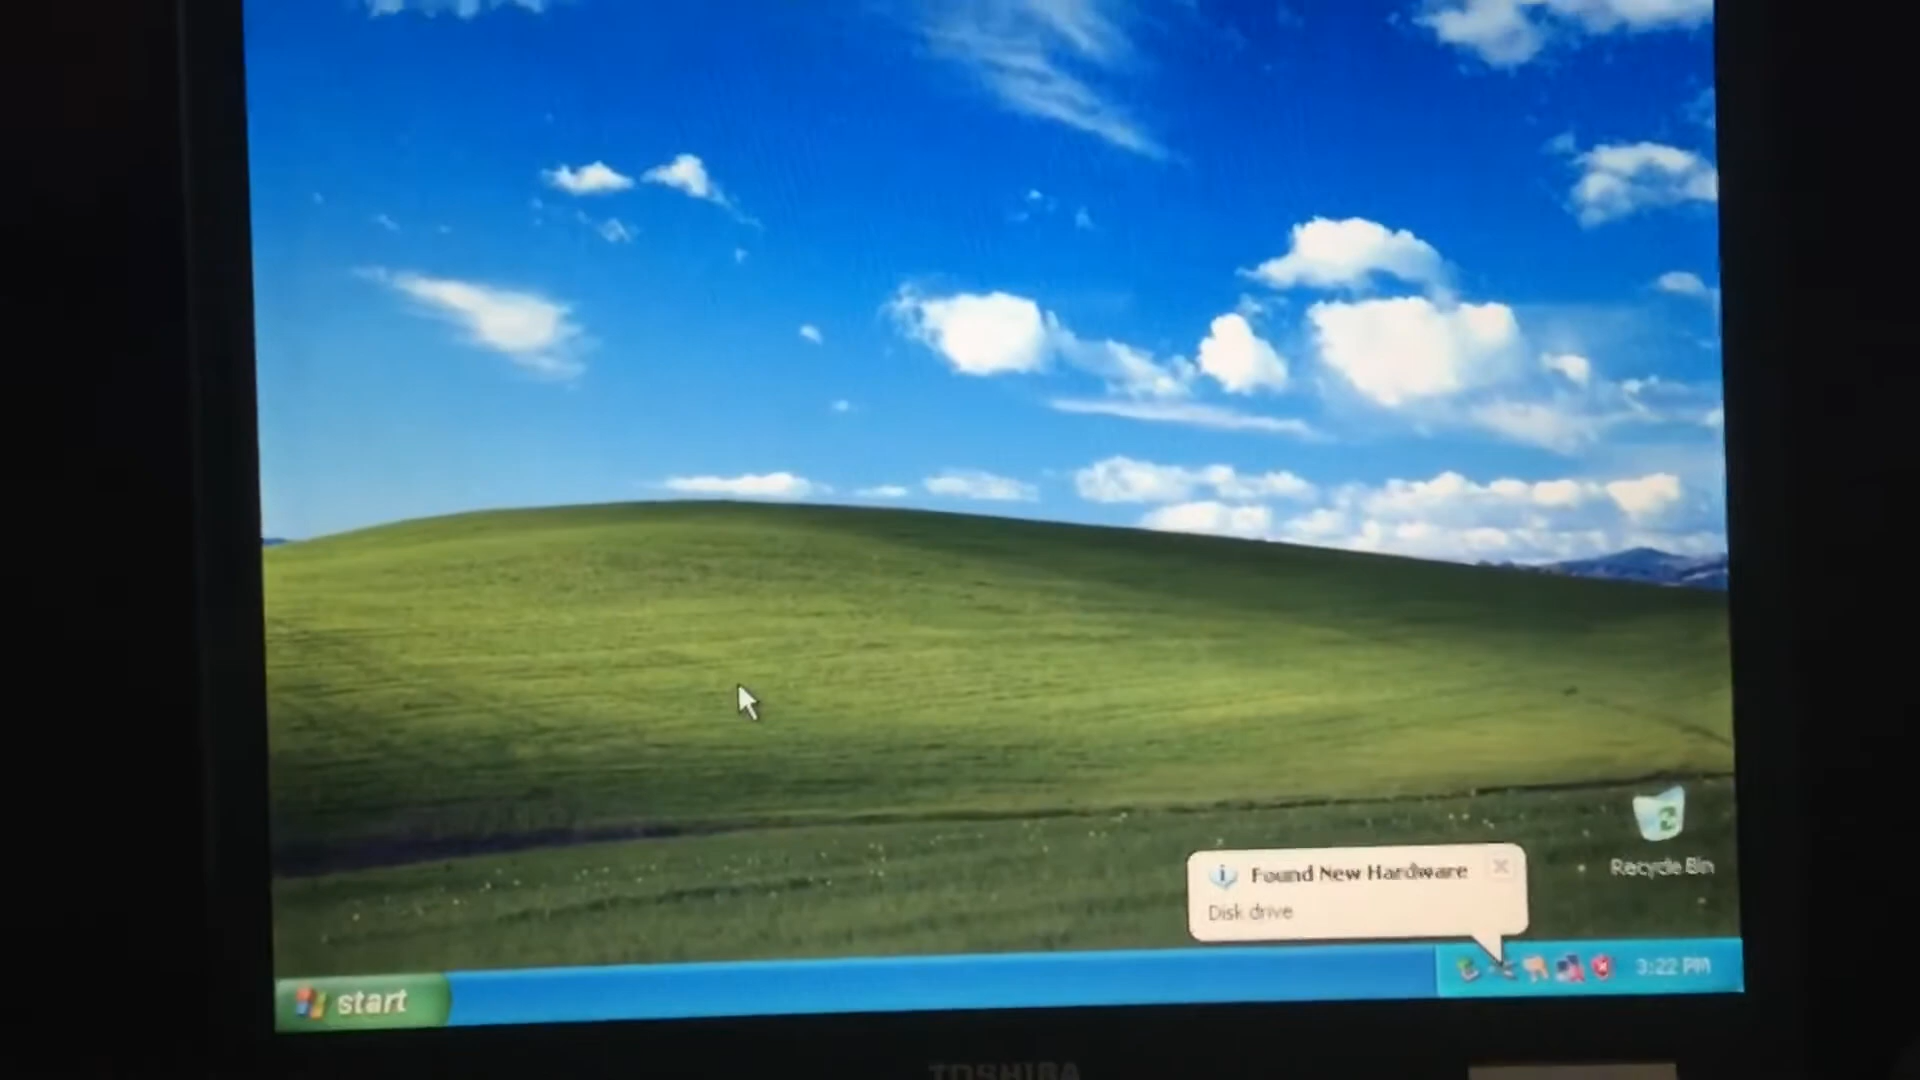 Found New Hardware
Disk drive
Recycle Bin
start
3:22 PM
TOSHIBA